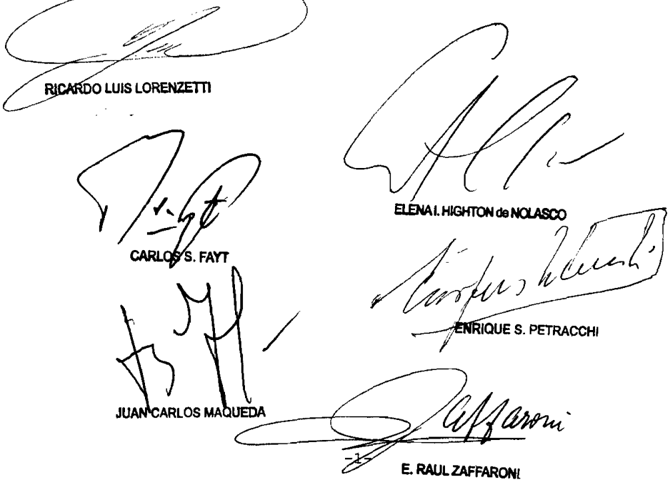 RICARDO LUIS LORENZETTI
ELENA I. HIGHTON de NOLASCO
CARLOS S. FAYT
ENRIQUE S. PETRACCHI
JUAN CARLOS MAQUEDA
Zaffaroni
-1-
E. RAUL ZAFFARONI